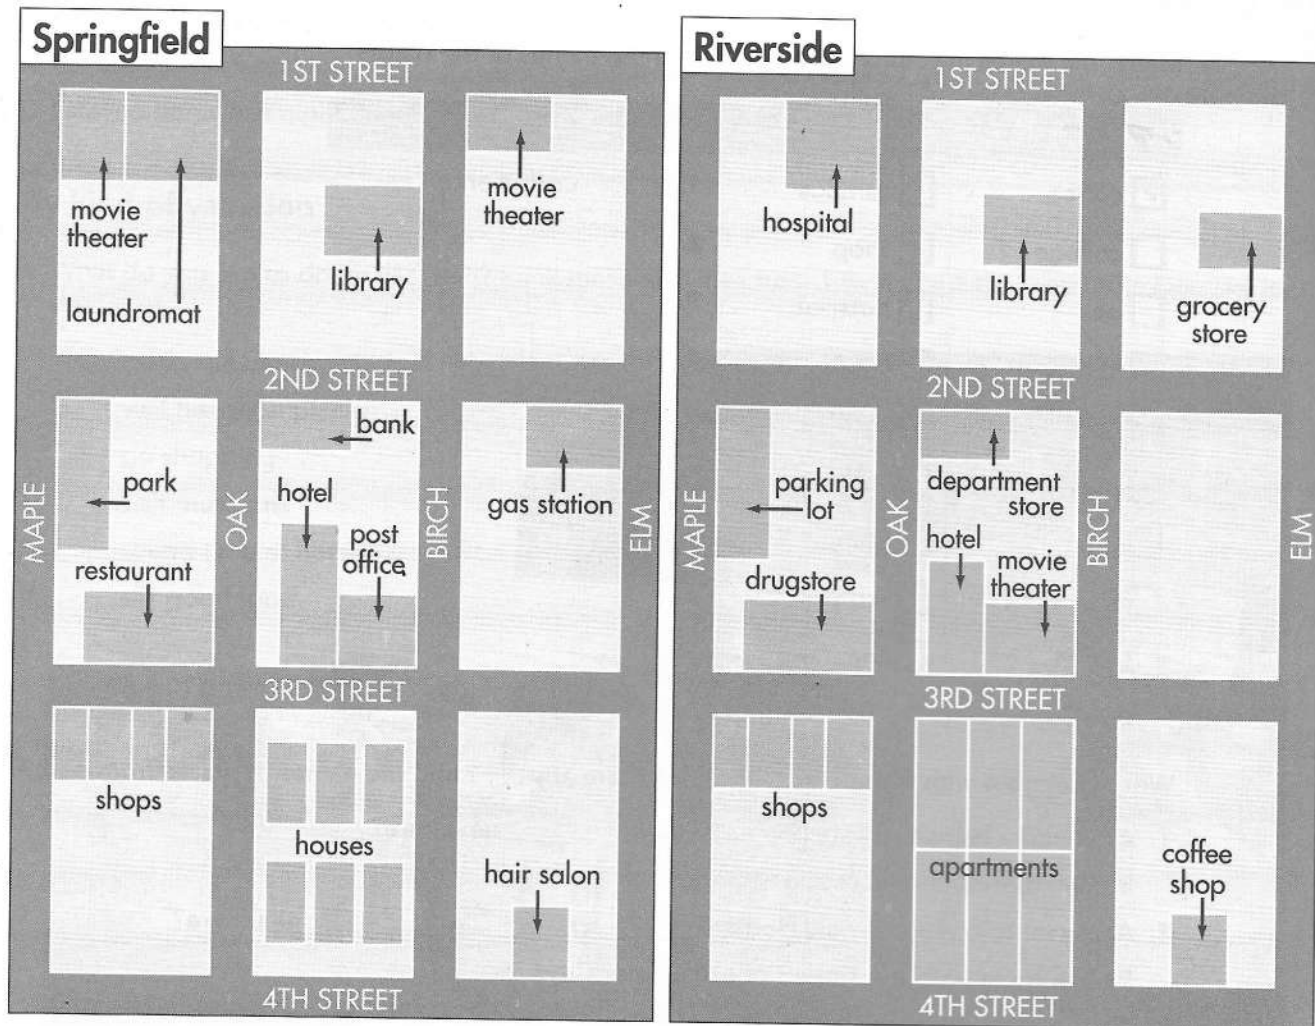 Springfield
1ST STREET
movie
theater
laundromat
library
movie
theater
2ND STREET
MAPLE
park
restaurant
OAK
bank
hotel
post
office
BIRCH
gas station
ELM
3RD STREET
shops
houses
hair salon
4TH STREET
Riverside
1ST STREET
hospital
library
grocery
store
2ND STREET
MAPLE
parking
lot
drugstore
OAK
department
store
hotel
movie
theater
BIRCH
ELM
3RD STREET
shops
apartments
coffee
shop
4TH STREET